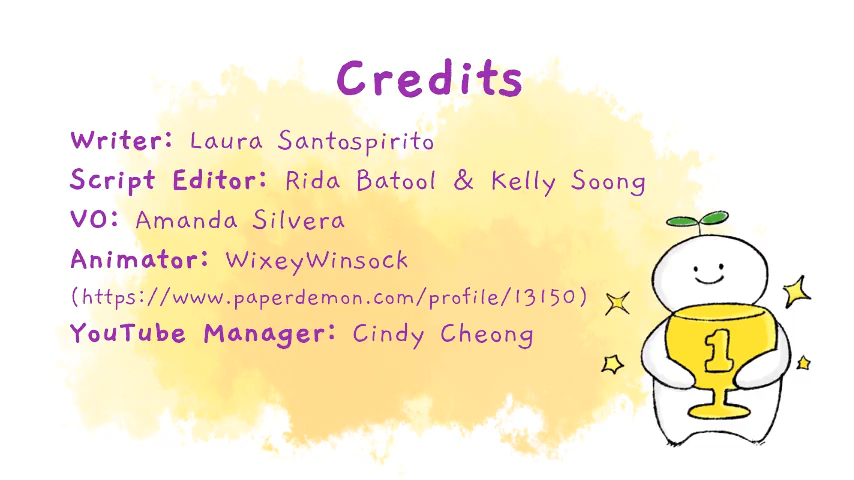 Credits
Writer: Laura Santospirito
Script Editor: Rida Batool & Kelly Soong
VO: Amanda Silvera
Animator: WixeyWinsock
(https://www.paperdemon.com/profile/13150)
YouTube Manager: Cindy Cheong
1